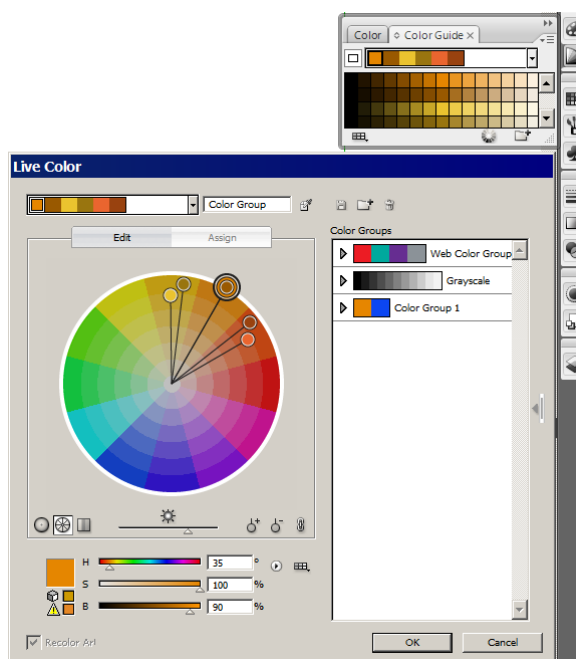 Color Color Guide
Live Color
Color Group
Edit Assign
Color Groups
Web Color Group
Grayscale
Color Group 1
H 35 °
S 100 %
B 90 %
Recolor Art
OK Cancel